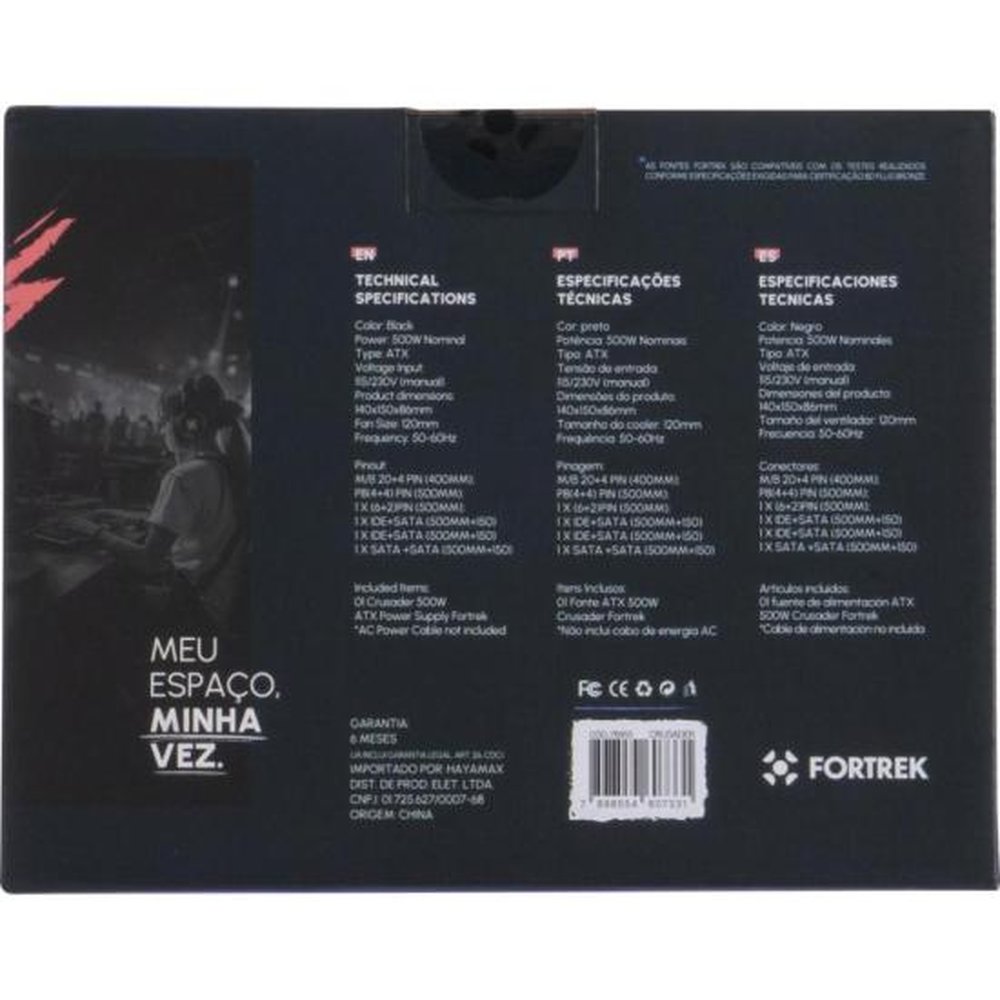 *AS FONTES FORTREK SÃO COMPATÍVEIS COM OS TESTES REALIZADOS
CONFORME ESPECIFICAÇÕES EXIGIDAS PARA CERTIFICAÇÃO 80 PLUS BRONZE.
EN
TECHNICAL
SPECIFICATIONS
Color: Black
Power: 500W Nominal
Type: ATX
Voltage Input:
115/230V (manual)
Product dimensions:
140x150x86mm
Fan Size: 120mm
Frequency: 50-60Hz
Pinout:
M/B 20+4 PIN (400MM);
P8(4+4) PIN (500MM);
1 X (6+2)PIN (500MM);
1 X IDE+SATA (500MM+150)
1 X IDE+SATA (500MM+150)
1 X SATA +SATA (500MM+150)
Included Items:
01 Crusader 500W
ATX Power Supply Fortrek
*AC Power Cable not included
PT
ESPECIFICAÇÕES
TÉCNICAS
Cor: preto
Potência: 500W Nominais
Tipo: ATX
Tensão de entrada:
115/230V (manual)
Dimensões do produto:
140x150x86mm
Tamanho do cooler: 120mm
Frequência: 50-60Hz
Pinagem:
M/B 20+4 PIN (400MM);
P8(4+4) PIN (500MM);
1 X (6+2)PIN (500MM);
1 X IDE+SATA (500MM+150)
1 X IDE+SATA (500MM+150)
1 X SATA +SATA (500MM+150)
Itens Inclusos:
01 Fonte ATX 500W
Crusader Fortrek
*Não inclui cabo de energia AC
ES
ESPECIFICACIONES
TECNICAS
Color: Negro
Potencia: 500W Nominales
Tipo: ATX
Voltaje de entrada:
115/230V (manual)
Dimensiones del producto:
140x150x86mm
Tamaño del ventilador: 120mm
Frecuencia: 50-60Hz
Conectores:
M/B 20+4 PIN (400MM);
P8(4+4) PIN (500MM);
1 X (6+2)PIN (500MM);
1 X IDE+SATA (500MM+150)
1 X IDE+SATA (500MM+150)
1 X SATA +SATA (500MM+150)
Artículos incluidos:
01 fuente de alimentación ATX
500W Crusader Fortrek
*Cable de alimentación no incluido
MEU
ESPAÇO,
MINHA
VEZ.
GARANTIA:
6 MESES
(JÁ INCLUI GARANTIA LEGAL, ART. 26, CDC)
IMPORTADO POR: HAYAMAX
DIST. DE PROD. ELET. LTDA.
CNPJ: 01.725.627/0007-68
ORIGEM: CHINA
FC CE
CRUSADER
FORTREK